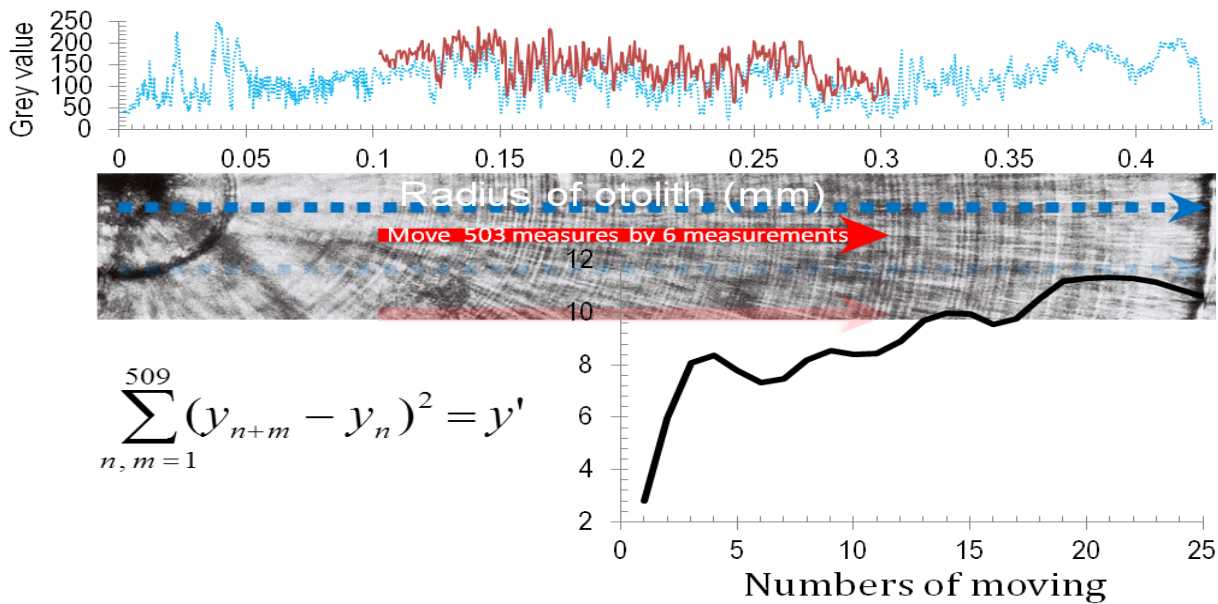 250
200
150
100
50
0
Grey value
0 0.05 0.1 0.15 0.2 0.25 0.3 0.35 0.4
Radius of otolith (mm)
Move 503 measures by 6 measurements
12
10
8
6
4
2
0 5 10 15 20 25
Numbers of moving
509
∑ (y_{n+m} − y_n)² = y'
n, m = 1